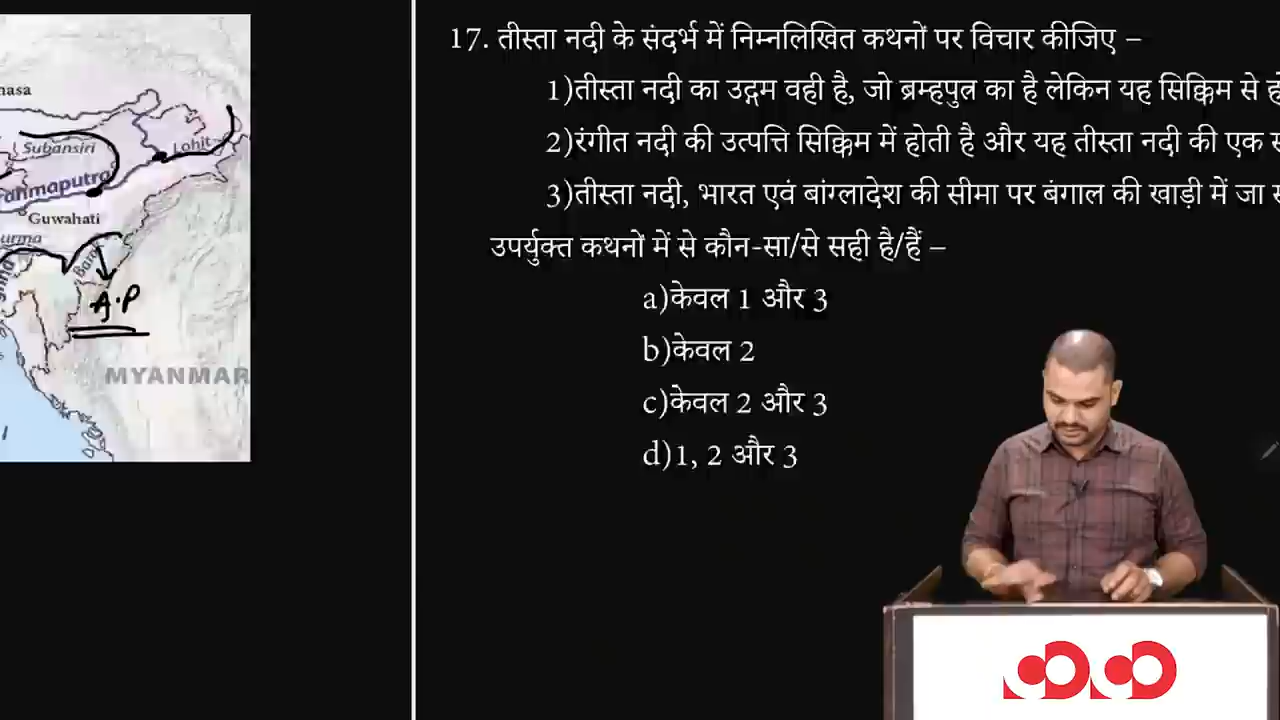 Subansiri
Lohit
Guwahati
A.P
MYANMAR
17. तीस्ता नदी के संदर्भ में निम्नलिखित कथनों पर विचार कीजिए –
1)तीस्ता नदी का उद्गम वही है, जो ब्रम्हपुत्र का है लेकिन यह सिक्किम से
2)रंगीत नदी की उत्पत्ति सिक्किम में होती है और यह तीस्ता नदी की एक
3)तीस्ता नदी, भारत एवं बांग्लादेश की सीमा पर बंगाल की खाड़ी में जा
उपर्युक्त कथनों में से कौन-सा/से सही है/हैं –
a)केवल 1 और 3
b)केवल 2
c)केवल 2 और 3
d)1, 2 और 3